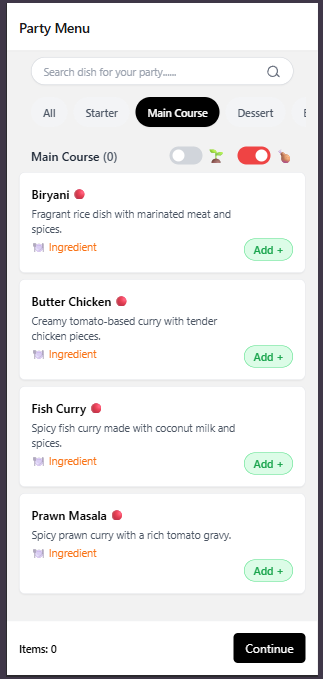 Party Menu
Search dish for your party......
All Starter Main Course Dessert
Main Course (0)
Biryani
Fragrant rice dish with marinated meat and
spices.
Ingredient
Add +
Butter Chicken
Creamy tomato-based curry with tender
chicken pieces.
Ingredient
Add +
Fish Curry
Spicy fish curry made with coconut milk and
spices.
Ingredient
Add +
Prawn Masala
Spicy prawn curry with a rich tomato gravy.
Ingredient
Add +
Items: 0 Continue